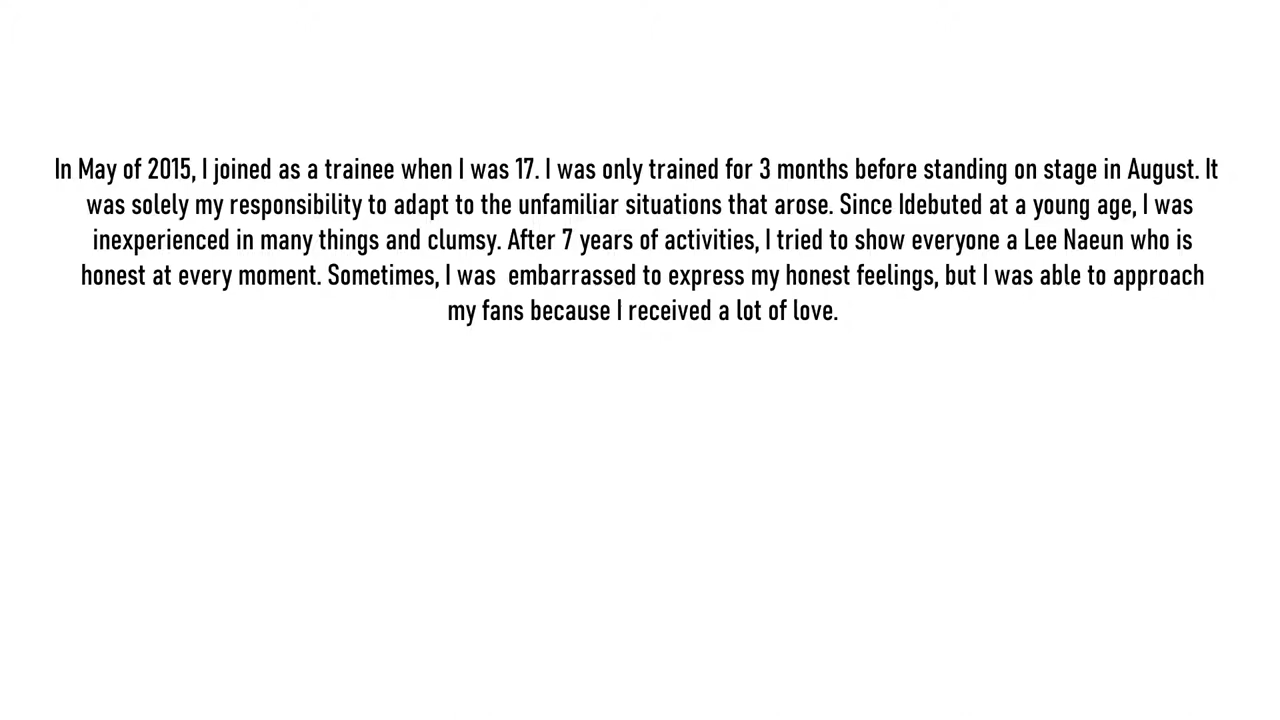 In May of 2015, I joined as a trainee when I was 17. I was only trained for 3 months before standing on stage in August. It
was solely my responsibility to adapt to the unfamiliar situations that arose. Since Idebuted at a young age, I was
inexperienced in many things and clumsy. After 7 years of activities, I tried to show everyone a Lee Naeun who is
honest at every moment. Sometimes, I was  embarrassed to express my honest feelings, but I was able to approach
my fans because I received a lot of love.